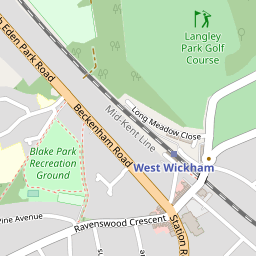 Langley
Park Golf
Course
h Eden Park Road
Mid-Kent Line
Long Meadow Close
Beckenham Road
Blake Park
Recreation
Ground
West Wickham
Pine Avenue
Ravenswood Crescent
Station R